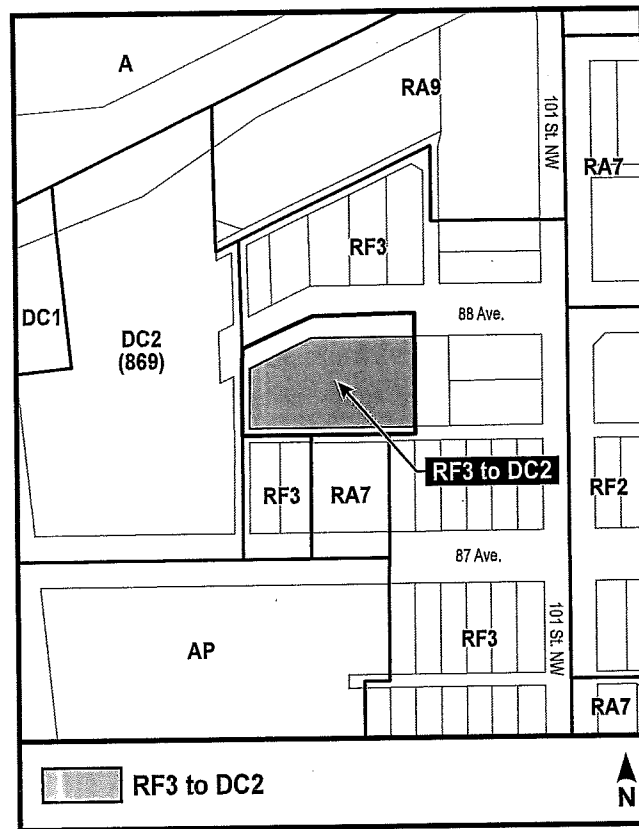 A
RA9
101 St. NW
RA7
RF3
DC1
DC2
(869)
88 Ave.
RF3 to DC2
RF3
RA7
RF2
87 Ave.
AP
RF3
101 St. NW
RA7
RF3 to DC2
N